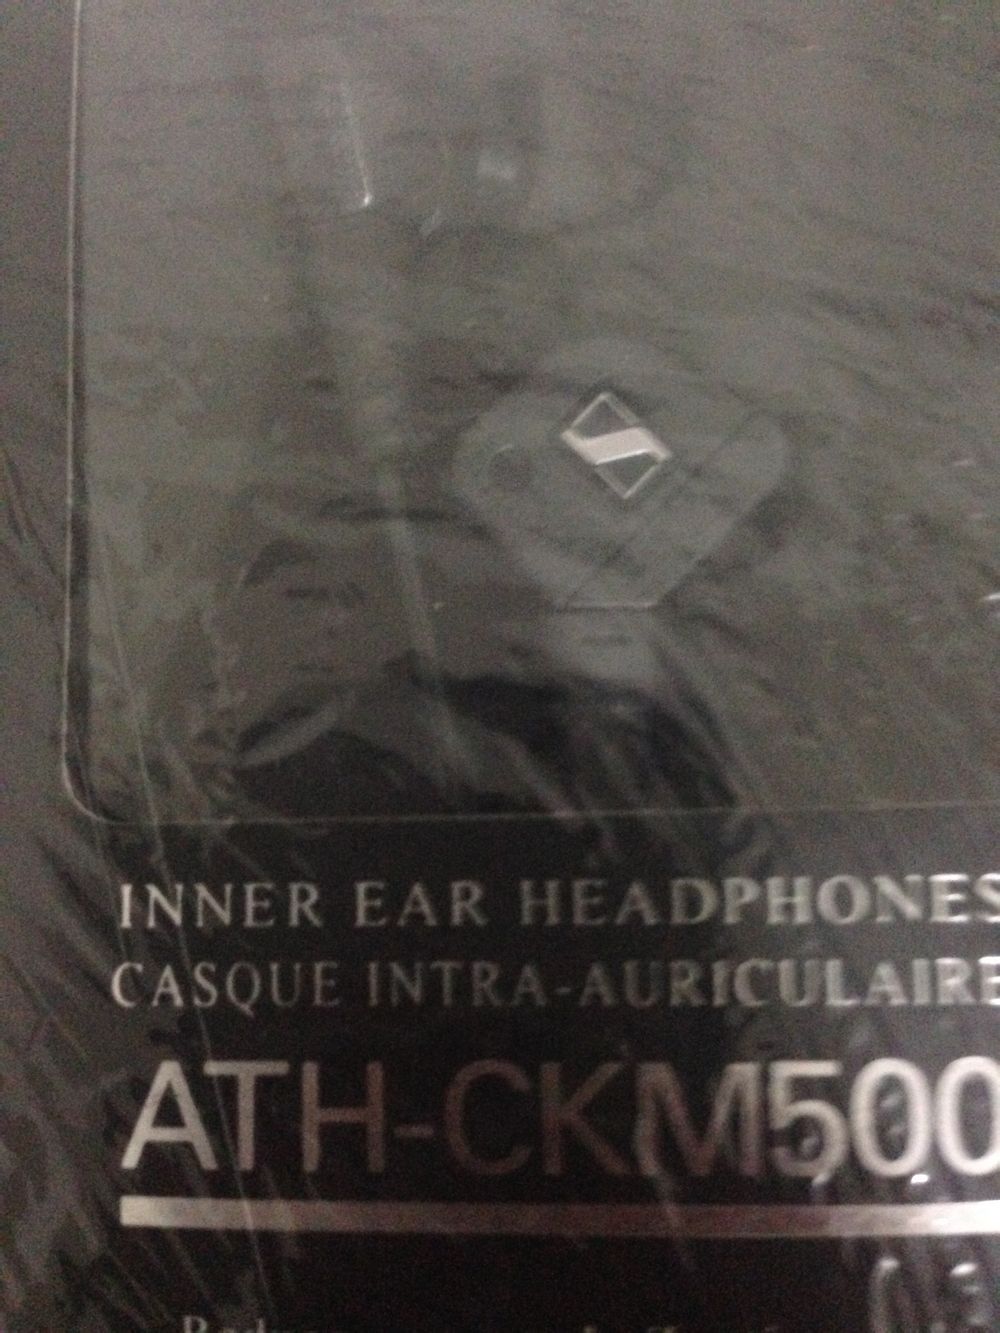 INNER EAR HEADPHONES
CASQUE INTRA-AURICULAIRE
ATH-CKM500